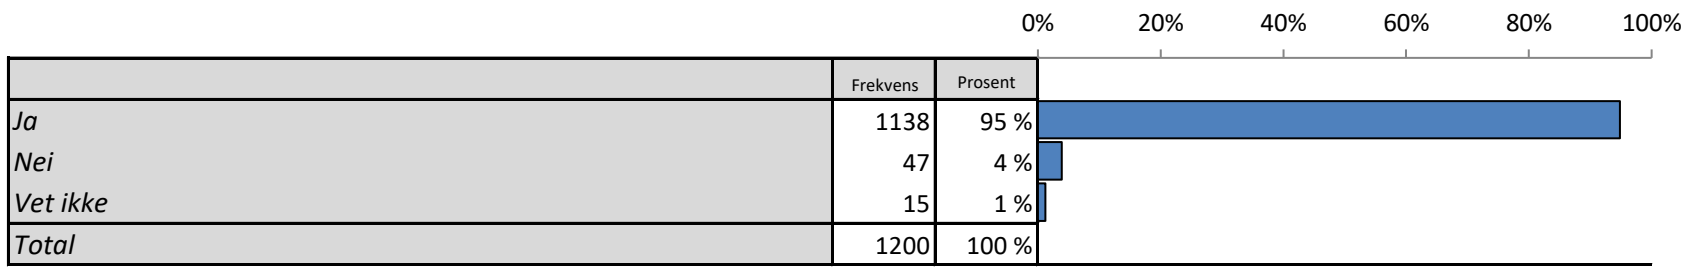 0% 20% 40% 60% 80% 100%
Frekvens Prosent
Ja 1138 95 %
Nei 47 4 %
Vet ikke 15 1 %
Total 1200 100 %